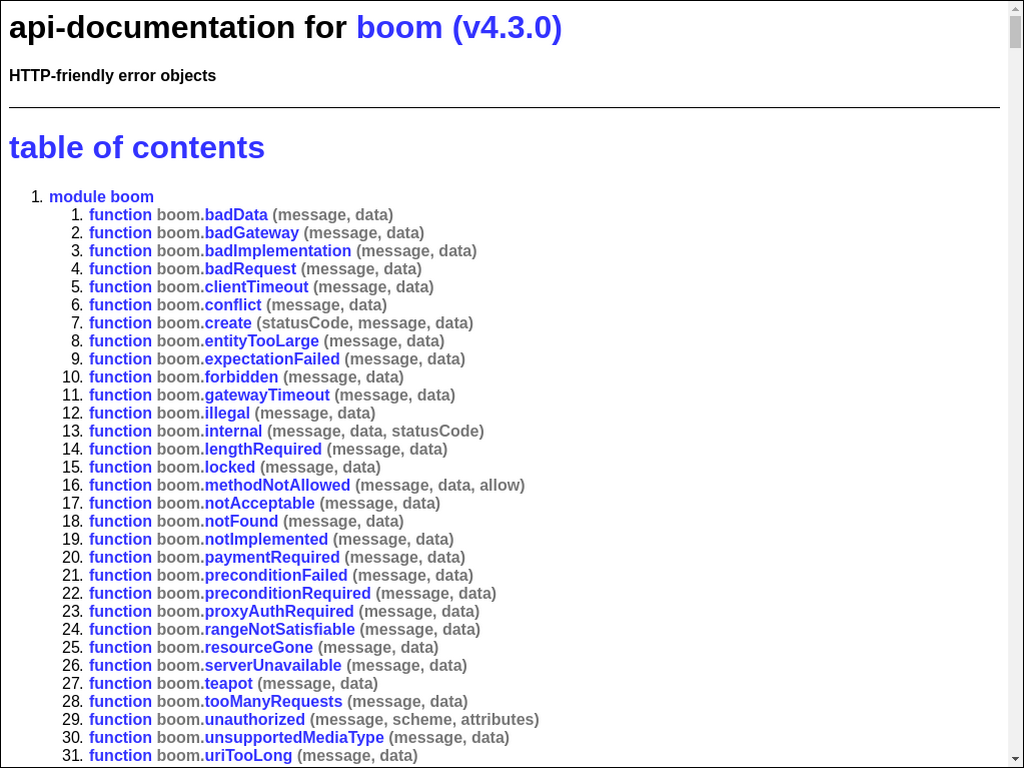 api-documentation for boom (v4.3.0)
HTTP-friendly error objects
table of contents
1. module boom
1. function boom.badData (message, data)
2. function boom.badGateway (message, data)
3. function boom.badImplementation (message, data)
4. function boom.badRequest (message, data)
5. function boom.clientTimeout (message, data)
6. function boom.conflict (message, data)
7. function boom.create (statusCode, message, data)
8. function boom.entityTooLarge (message, data)
9. function boom.expectationFailed (message, data)
10. function boom.forbidden (message, data)
11. function boom.gatewayTimeout (message, data)
12. function boom.illegal (message, data)
13. function boom.internal (message, data, statusCode)
14. function boom.lengthRequired (message, data)
15. function boom.locked (message, data)
16. function boom.methodNotAllowed (message, data, allow)
17. function boom.notAcceptable (message, data)
18. function boom.notFound (message, data)
19. function boom.notImplemented (message, data)
20. function boom.paymentRequired (message, data)
21. function boom.preconditionFailed (message, data)
22. function boom.preconditionRequired (message, data)
23. function boom.proxyAuthRequired (message, data)
24. function boom.rangeNotSatisfiable (message, data)
25. function boom.resourceGone (message, data)
26. function boom.serverUnavailable (message, data)
27. function boom.teapot (message, data)
28. function boom.tooManyRequests (message, data)
29. function boom.unauthorized (message, scheme, attributes)
30. function boom.unsupportedMediaType (message, data)
31. function boom.uriTooLong (message, data)